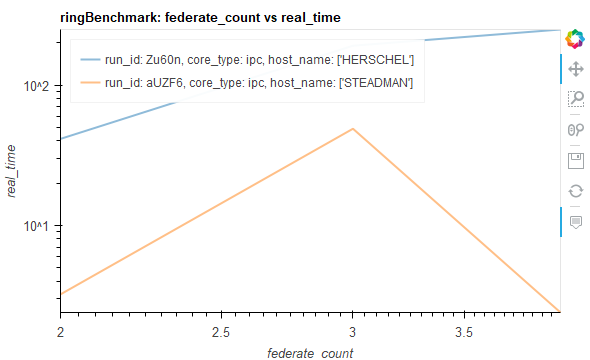 ringBenchmark: federate_count vs real_time
run_id: Zu60n, core_type: ipc, host_name: ['HERSCHEL']
run_id: aUZF6, core_type: ipc, host_name: ['STEADMAN']
10^2
10^1
real_time
2
2.5
3
3.5
federate_count